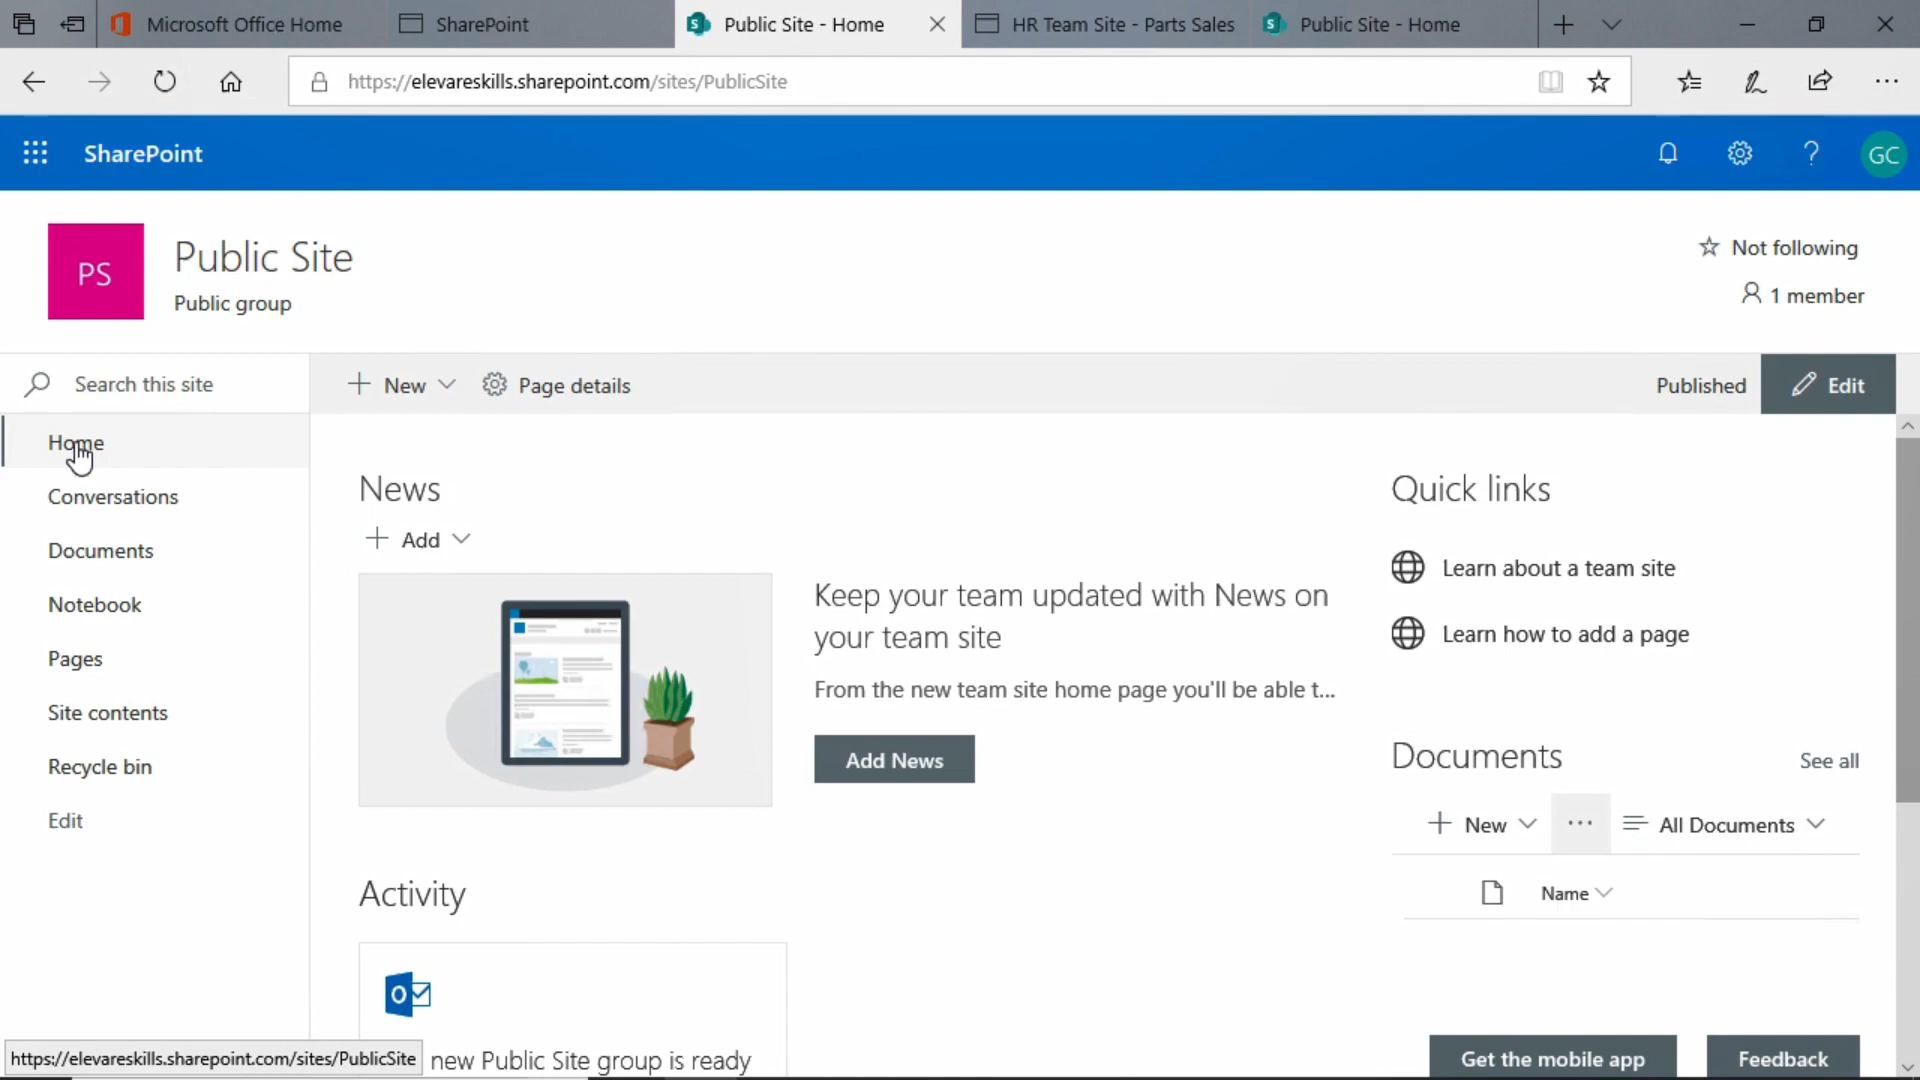 Microsoft Office Home
SharePoint
Public Site - Home
HR Team Site - Parts Sales
Public Site - Home
https://elevareskills.sharepoint.com/sites/PublicSite
SharePoint
GC
PS
Public Site
Public group
Not following
1 member
Search this site
New
Page details
Published
Edit
Home
Conversations
Documents
Notebook
Pages
Site contents
Recycle bin
Edit
News
Add
Keep your team updated with News on
your team site
From the new team site home page you'll be able t...
Add News
Activity
new Public Site group is ready
Quick links
Learn about a team site
Learn how to add a page
Documents
See all
New
All Documents
Name
Get the mobile app
Feedback
https://elevareskills.sharepoint.com/sites/PublicSite